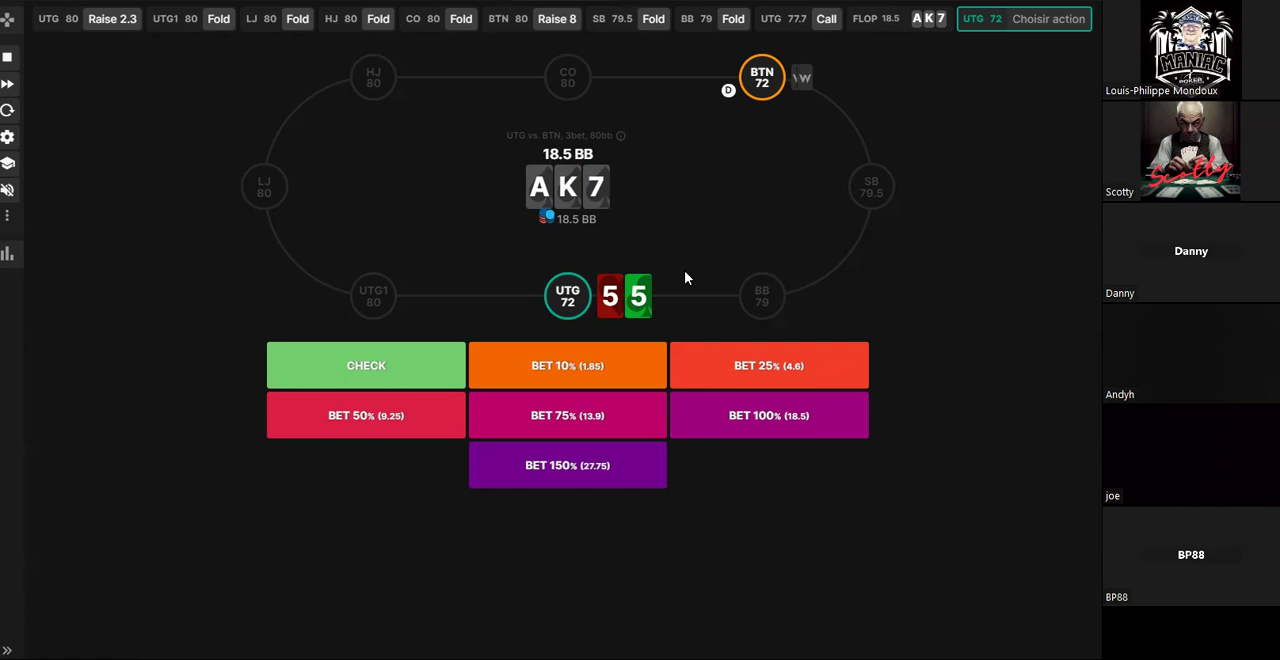 UTG 80 Raise 2.3 UTG1 80 Fold LJ 80 Fold HJ 80 Fold CO 80 Fold BTN 80 Raise 8 SB 79.5 Fold BB 79 Fold UTG 77.7 Call FLOP 18.5 A K 7 UTG 72 Choisir action
HJ
80
CO
80
BTN
72
D
W
UTG vs. BTN, 3bet, 80bb
18.5 BB
A K 7
18.5 BB
LJ
80
SB
79.5
UTG1
80
UTG
72
5 5
BB
79
CHECK
BET 10% (1.85)
BET 25% (4.6)
BET 50% (9.25)
BET 75% (13.9)
BET 100% (18.5)
BET 150% (27.75)
MANIAC
POKER
Louis-Philippe Mondoux
Scotty
Scotty
Danny
Danny
Andyh
joe
BP88
BP88